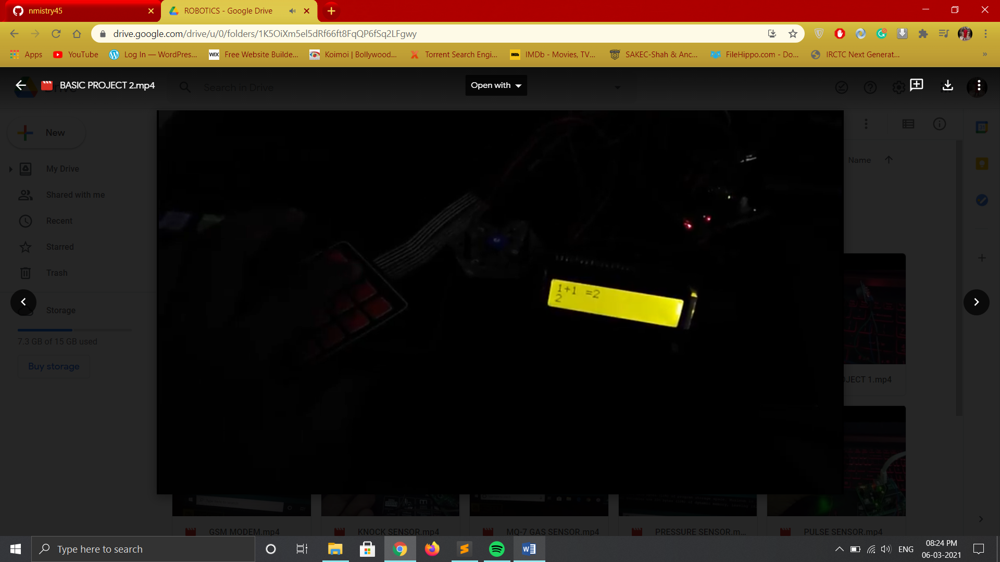 nmistry45
ROBOTICS - Google Drive
drive.google.com/drive/u/0/folders/1K5OiXm5el5dRf66ft8FqQP6fSq2LFgwy
Apps
YouTube
Log In — WordPres...
WIX
Free Website Builde...
Koimoi | Bollywood...
Torrent Search Engi...
IMDb
IMDb - Movies, TV...
SAKEC-Shah & Anc...
FileHippo.com - Do...
IRCTC Next Generat...
»
BASIC PROJECT 2.mp4
Drive
Search in Drive
Open with
New
My Drive
Shared with me
Recent
Starred
Trash
Storage
7.3 GB of 15 GB used
Buy storage
Name
31
1+1 =2
2
JECT 1.mp4
GSM MODEM.mp4
KNOCK SENSOR.mp4
MQ-7 GAS SENSOR.mp4
PRESSURE SENSOR.m...
PULSE SENSOR.mp4
Type here to search
W
ENG
08:24 PM
06-03-2021